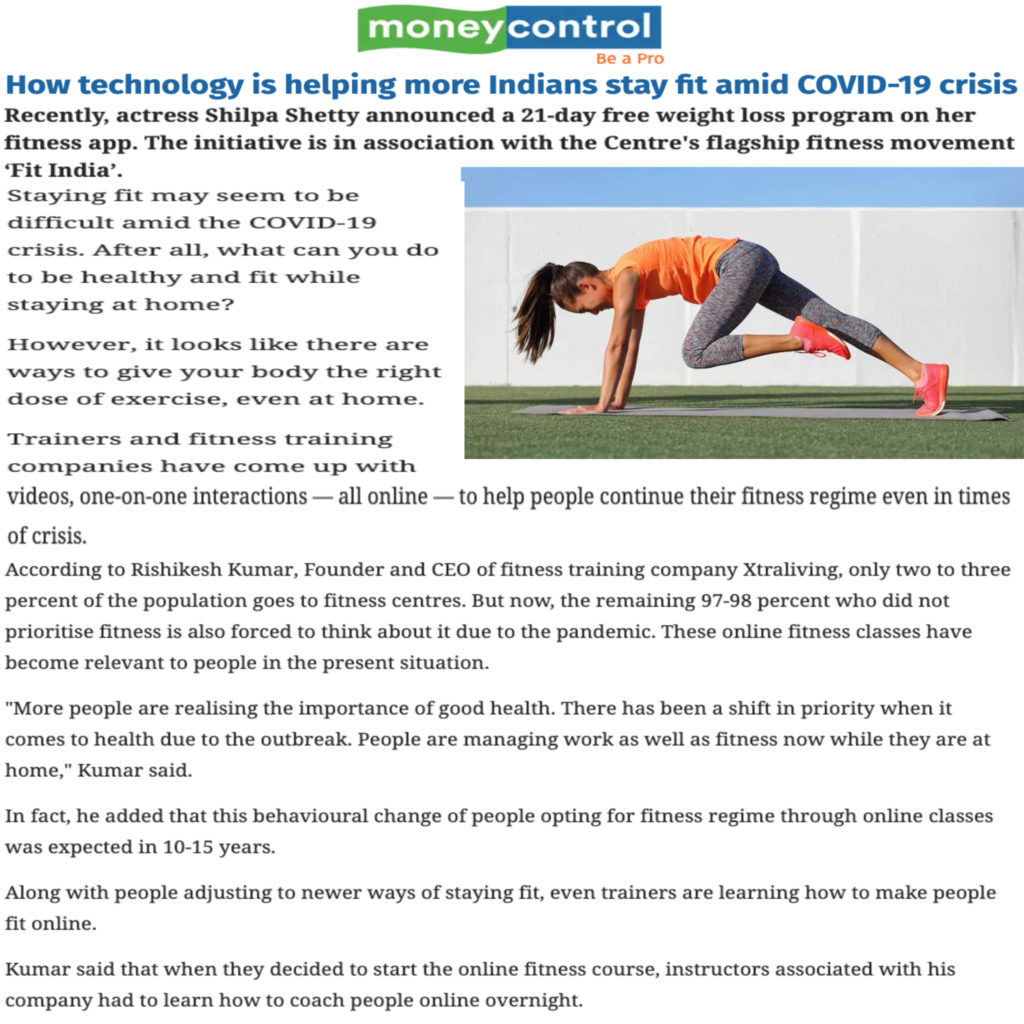 moneycontrol
Be a Pro
How technology is helping more Indians stay fit amid COVID-19 crisis
Recently, actress Shilpa Shetty announced a 21-day free weight loss program on her
fitness app. The initiative is in association with the Centre's flagship fitness movement
‘Fit India’.
Staying fit may seem to be
difficult amid the COVID-19
crisis. After all, what can you do
to be healthy and fit while
staying at home?
However, it looks like there are
ways to give your body the right
dose of exercise, even at home.
Trainers and fitness training
companies have come up with
videos, one-on-one interactions — all online — to help people continue their fitness regime even in times
of crisis.
According to Rishikesh Kumar, Founder and CEO of fitness training company Xtraliving, only two to three
percent of the population goes to fitness centres. But now, the remaining 97-98 percent who did not
prioritise fitness is also forced to think about it due to the pandemic. These online fitness classes have
become relevant to people in the present situation.
"More people are realising the importance of good health. There has been a shift in priority when it
comes to health due to the outbreak. People are managing work as well as fitness now while they are at
home," Kumar said.
In fact, he added that this behavioural change of people opting for fitness regime through online classes
was expected in 10-15 years.
Along with people adjusting to newer ways of staying fit, even trainers are learning how to make people
fit online.
Kumar said that when they decided to start the online fitness course, instructors associated with his
company had to learn how to coach people online overnight.